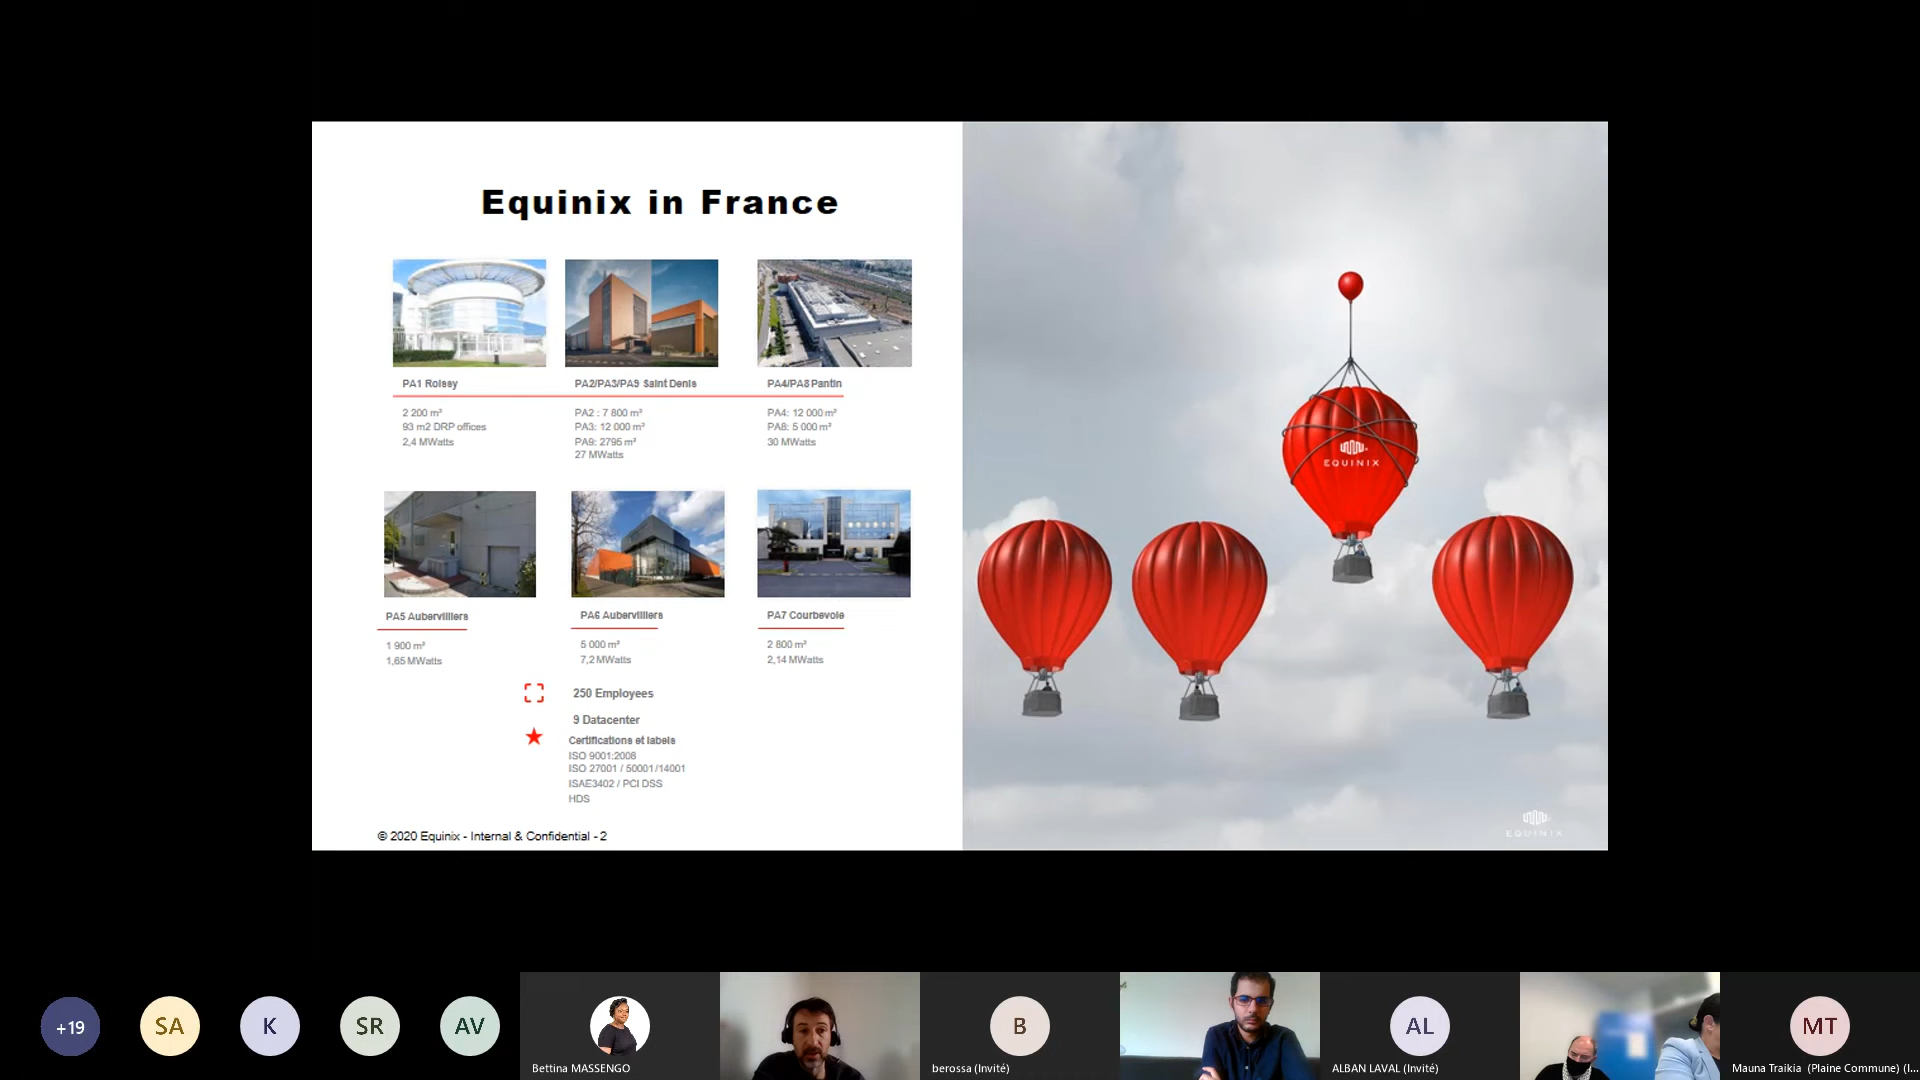 Equinix in France
PA1 Roissy
PA2/PA3/PA9 Saint Denis
PA4/PA8 Pantin
2 200 m²
93 m2 DRP offices
2,4 MWatts
PA2 : 7 800 m²
PA3: 12 000 m²
PA9: 2795 m²
27 MWatts
PA4: 12 000 m²
PA8: 5 000 m²
30 MWatts
PA5 Aubervilliers
PA6 Aubervilliers
PA7 Courbevoie
1 900 m²
1,65 MWatts
5 000 m²
7,2 MWatts
2 800 m²
2,14 MWatts
250 Employees
9 Datacenter
Certifications et labels
ISO 9001:2008
ISO 27001 / 50001/14001
ISAE3402 / PCI DSS
HDS
© 2020 Equinix - Internal & Confidential - 2
EQUINIX
EQUINIX
+19
SA
K
SR
AV
Bettina MASSENGO
B
berossa (Invité)
AL
ALBAN LAVAL (Invité)
MT
Mauna Traikia (Plaine Commune) (I...